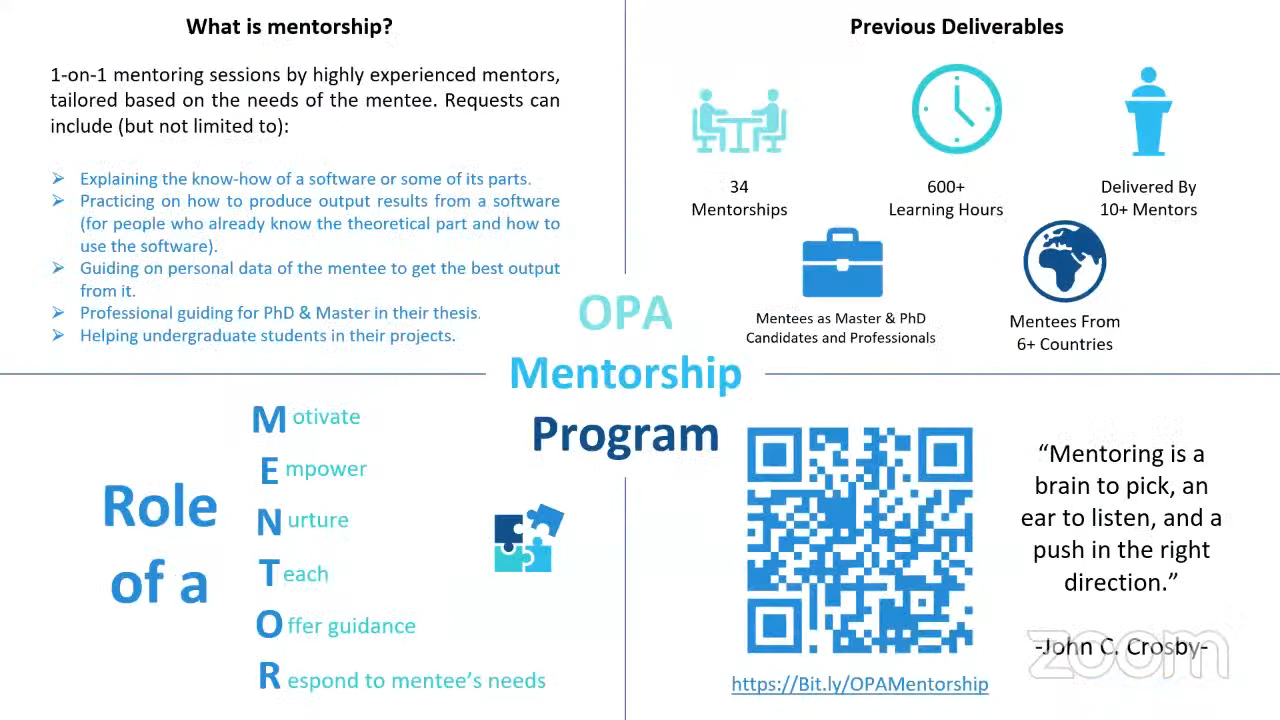 What is mentorship?
1-on-1 mentoring sessions by highly experienced mentors,
tailored based on the needs of the mentee. Requests can
include (but not limited to):
Explaining the know-how of a software or some of its parts.
Practicing on how to produce output results from a software
(for people who already know the theoretical part and how to
use the software).
Guiding on personal data of the mentee to get the best output
from it.
Professional guiding for PhD & Master in their thesis.
Helping undergraduate students in their projects.
Previous Deliverables
34
Mentorships
600+
Learning Hours
Delivered By
10+ Mentors
Mentees as Master & PhD
Candidates and Professionals
Mentees From
6+ Countries
OPA
Mentorship
Program
Role
of a
Motivate
Empower
Nurture
Teach
Offer guidance
Respond to mentee's needs
https://Bit.ly/OPAMentorship
“Mentoring is a
brain to pick, an
ear to listen, and a
push in the right
direction.”
-John C. Crosby-
zoom